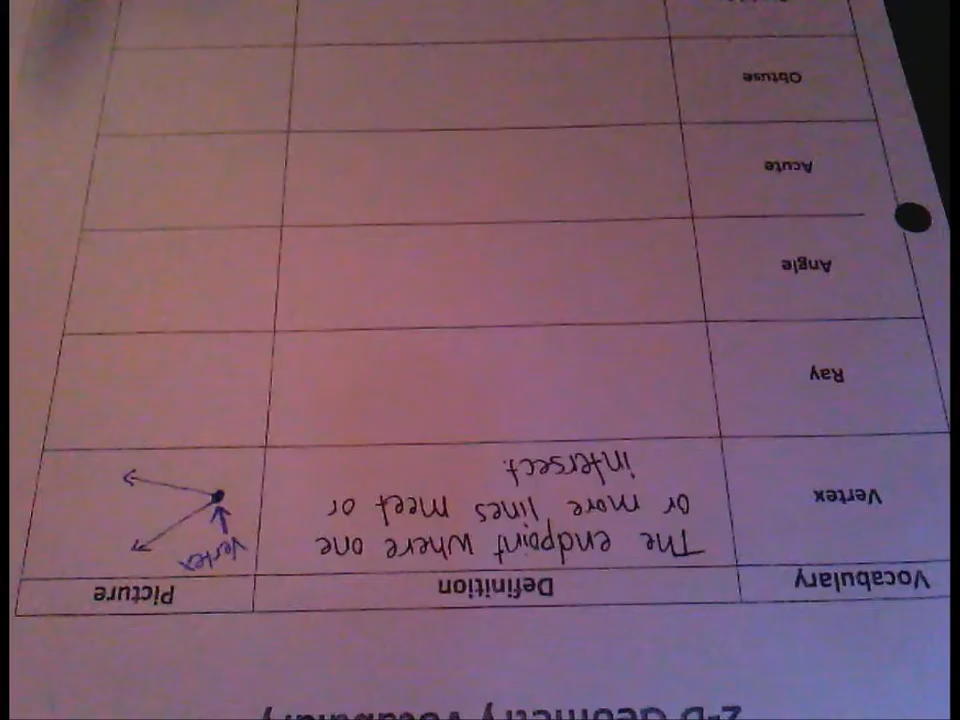 2-D Geometry Vocabulary
Vocabulary Definition Picture
Vertex
The endpoint where one
or more lines meet or
intersect.
Vertex
Ray
Angle
Acute
Obtuse